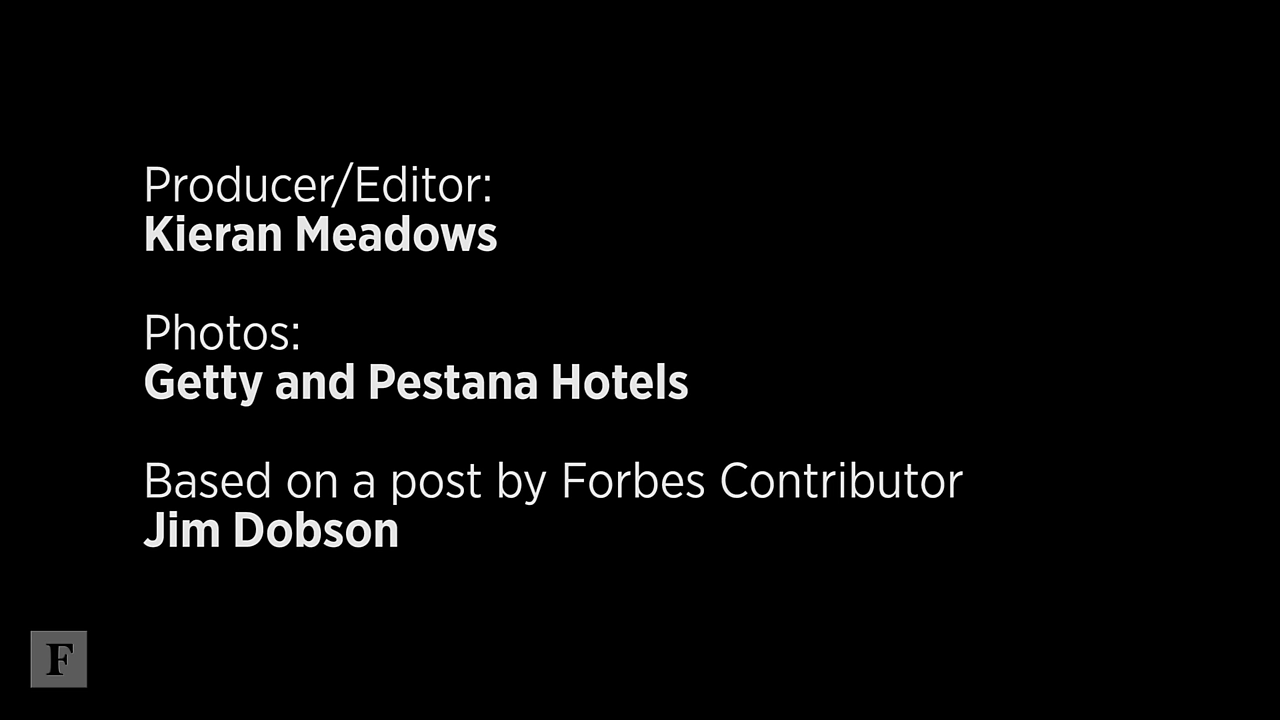 Producer/Editor:
Kieran Meadows
Photos:
Getty and Pestana Hotels
Based on a post by Forbes Contributor
Jim Dobson
F